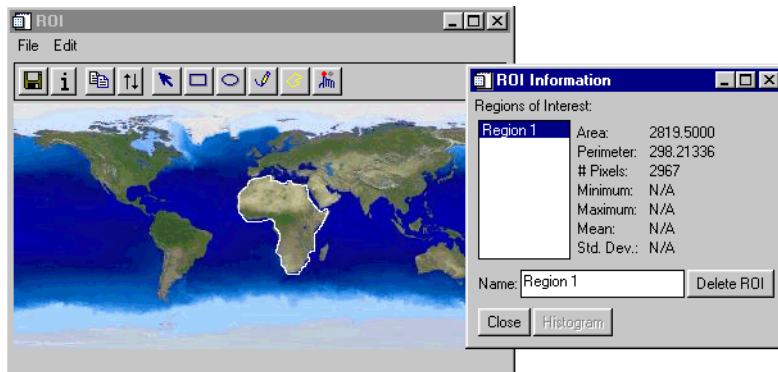 ROI
File Edit
ROI Information
Regions of Interest:
Region 1
Area: 2819.5000
Perimeter: 298.21336
# Pixels: 2967
Minimum: N/A
Maximum: N/A
Mean: N/A
Std. Dev.: N/A
Name: Region 1 Delete ROI
Close Histogram